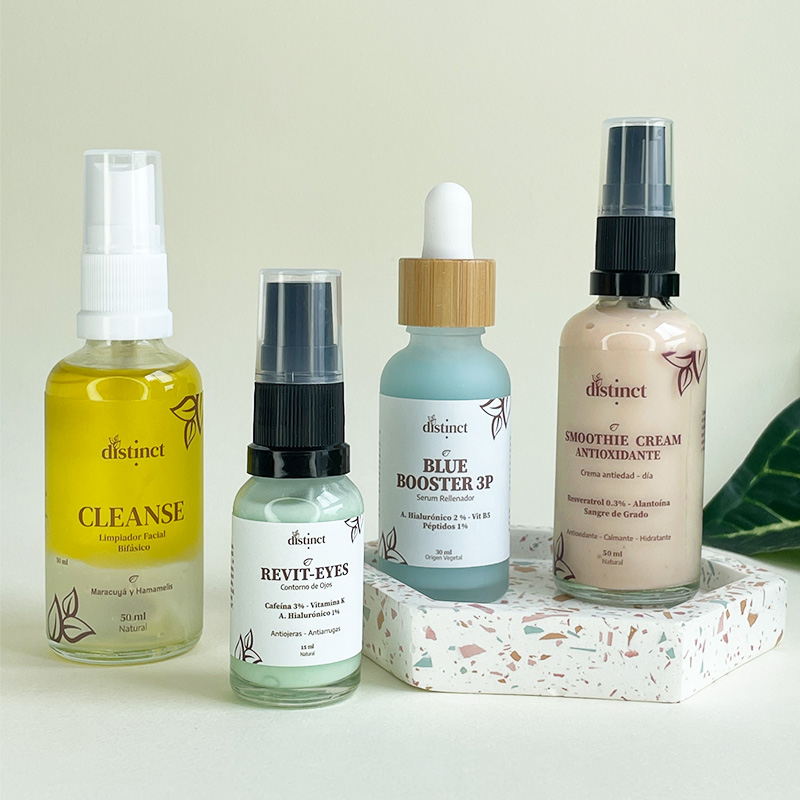 distinct
CLEANSE
Limpiador Facial
Bifásico
Maracuyá y Hamamelis
50 ml
Natural
distinct
REVIT-EYES
Contorno de Ojos
Cafeína 3% - Vitamina K
A. Hialurónico 1%
Antiojeras - Antiarrugas
15 ml
Natural
distinct
BLUE
BOOSTER 3P
Serum Rellenador
A. Hialurónico 2 % - Vit B5
Péptidos 1%
30 ml
Origen Vegetal
distinct
SMOOTHIE CREAM
ANTIOXIDANTE
Crema antiedad - día
Resveratrol 0.3% - Alantoína
Sangre de Grado
Antioxidante - Calmante - Hidratante
50 ml
Natural